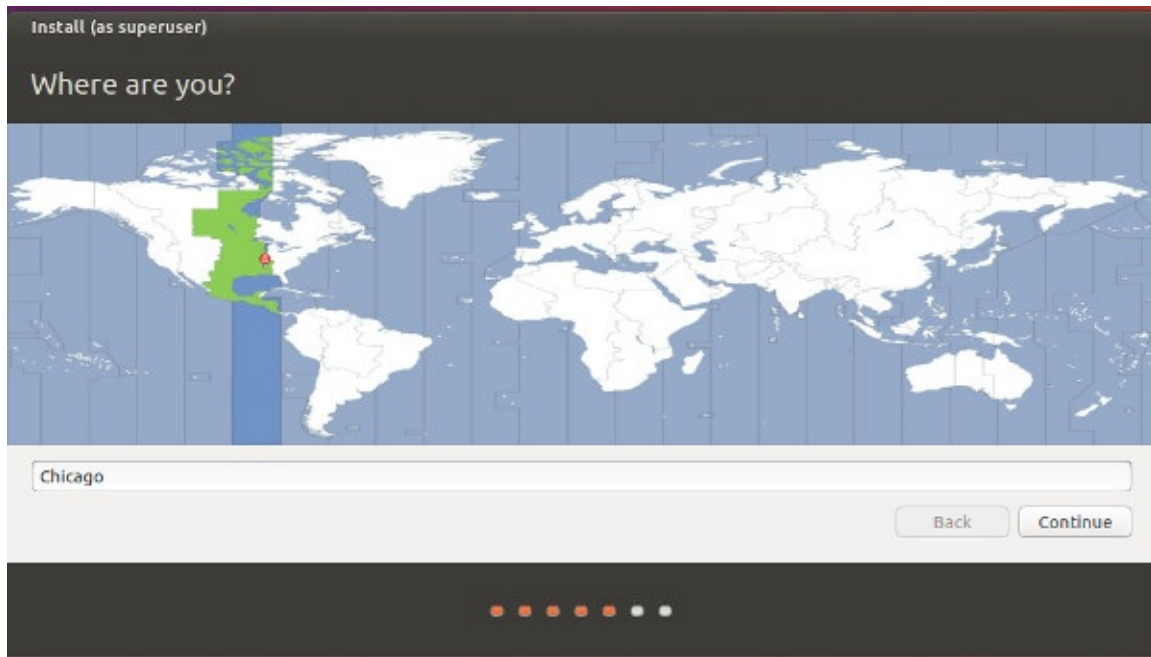 Install (as superuser)
Where are you?
Chicago
Back
Continue